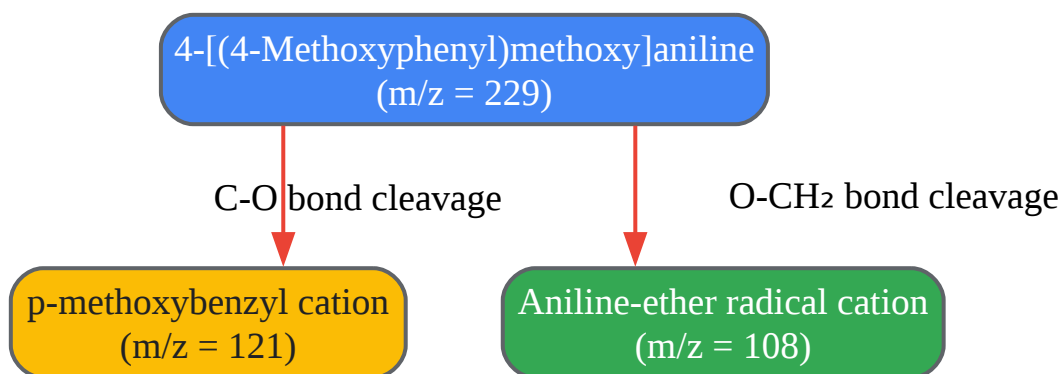 4-[(4-Methoxyphenyl)methoxy]aniline
(m/z = 229)
C-O bond cleavage
O-CH₂ bond cleavage
p-methoxybenzyl cation
(m/z = 121)
Aniline-ether radical cation
(m/z = 108)